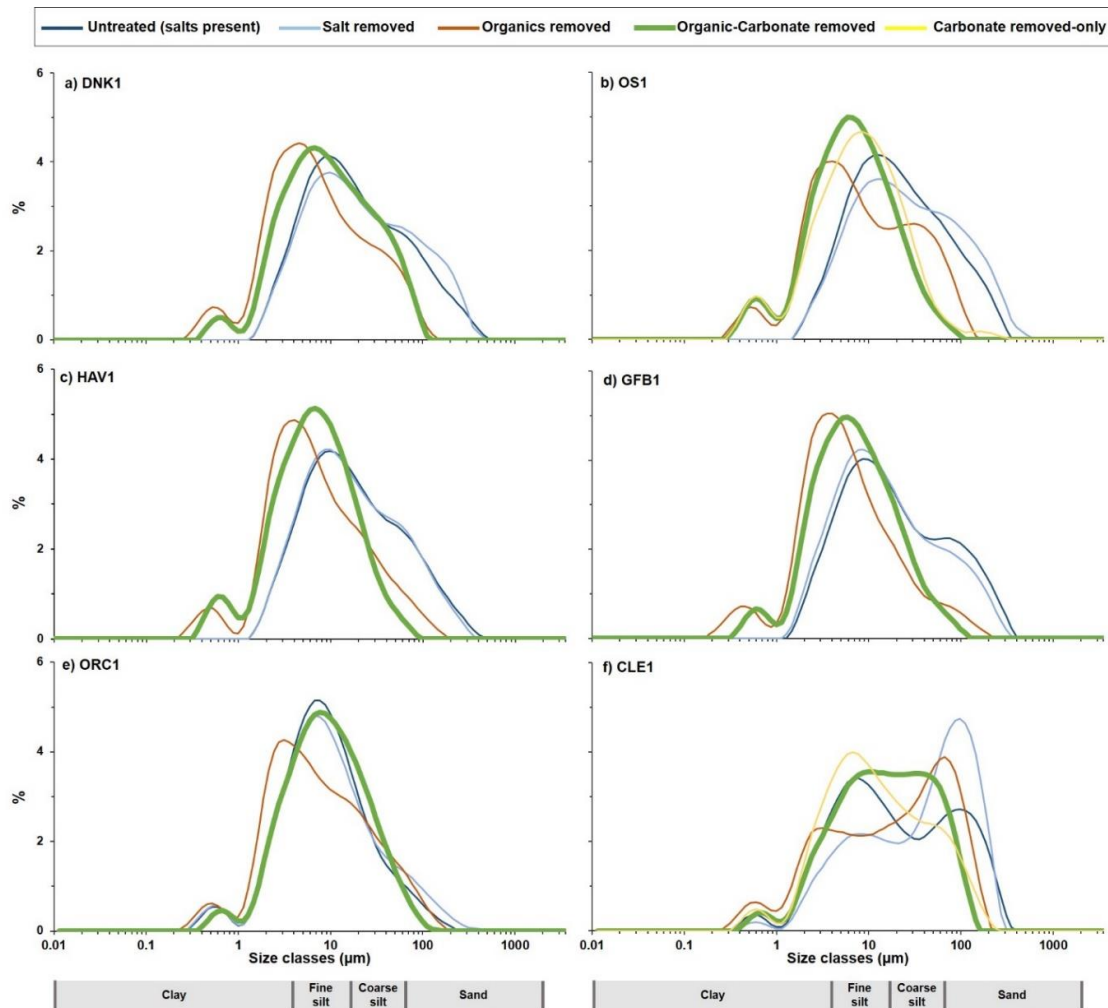 Untreated (salts present) Salt removed Organics removed Organic-Carbonate removed Carbonate removed-only
6
a) DNK1
b) OS1
4
%
2
0
6
c) HAV1
d) GFB1
4
%
2
0
6
e) ORC1
f) CLE1
4
%
2
0
0.01 0.1 1 10 100 1000 0.01 0.1 1 10 100 1000
Size classes (μm) Size classes (μm)
Clay Fine silt Coarse silt Sand Clay Fine silt Coarse silt Sand